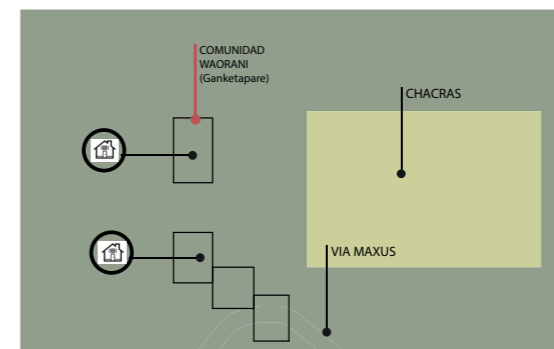 COMUNIDAD
WAORANI
(Ganketapare)
CHACRAS
VIA MAXUS